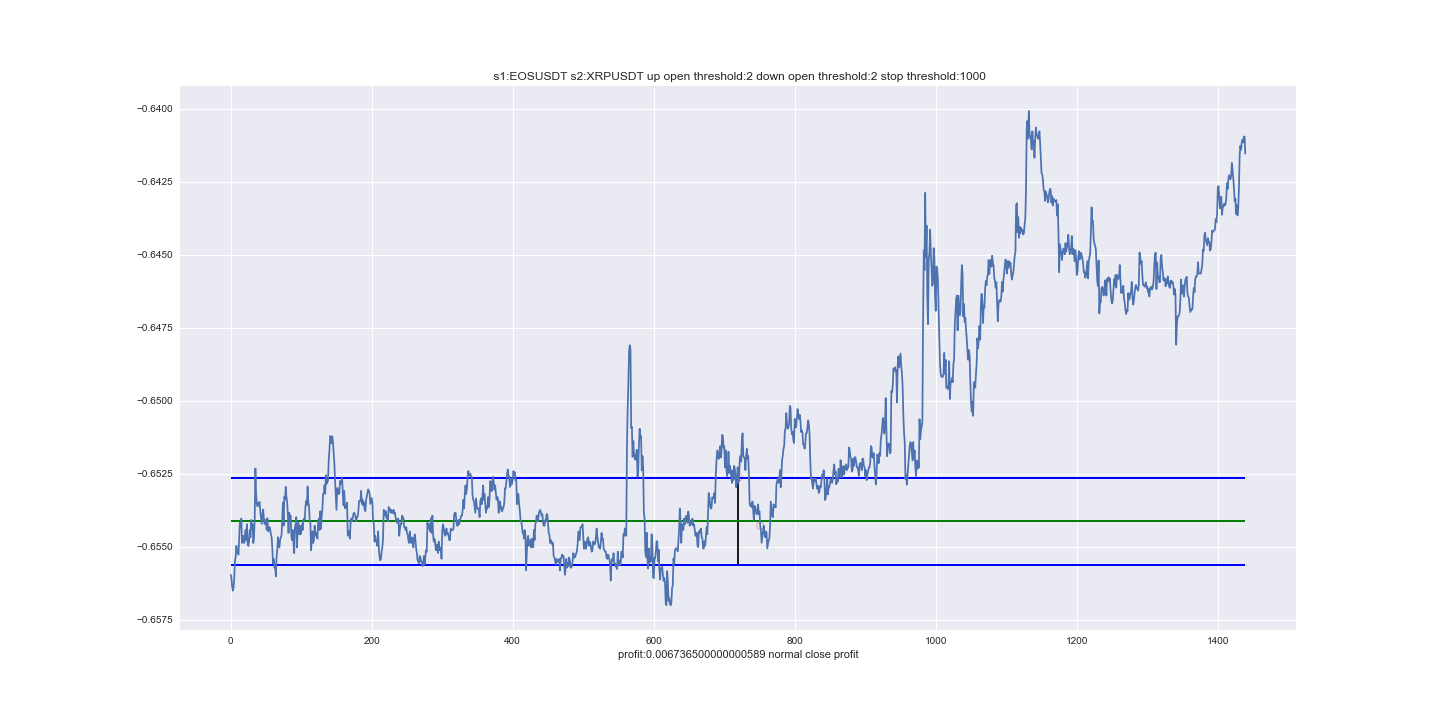 s1:EOSUSDT s2:XRPUSDT up open threshold:2 down open threshold:2 stop threshold:1000
−0.6400
−0.6425
−0.6450
−0.6475
−0.6500
−0.6525
−0.6550
−0.6575
0 200 400 600 800 1000 1200 1400
profit:0.006736500000000589 normal close profit